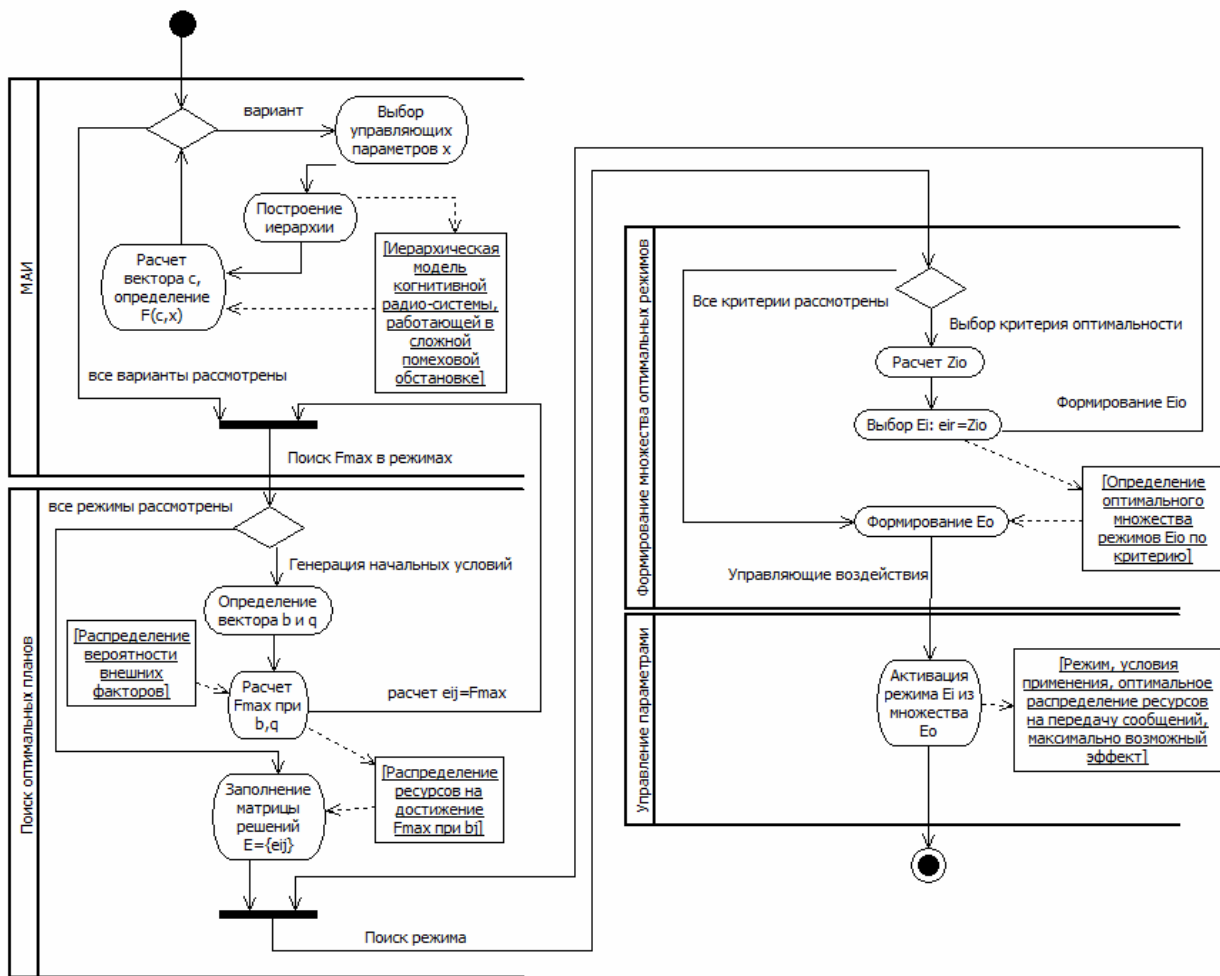 МАИ
вариант
Выбор
управляющих
параметров x
Построение
иерархии
Расчет
вектора c,
определение
F(c,x)
[Иерархическая
модель
когнитивной
радио-системы,
работающей в
сложной
помеховой
обстановке]
все варианты рассмотрены
Поиск Fmax в режимах
Поиск оптимальных планов
все режимы рассмотрены
Генерация начальных условий
Определение
вектора b и q
[Распределение
вероятности
внешних
факторов]
Расчет
Fmax при
b,q
расчет eij=Fmax
Заполнение
матрицы
решений
E={eij}
[Распределение
ресурсов на
достижение
Fmax при bj]
Поиск режима
Формирование множества оптимальных режимов
Все критерии рассмотрены
Выбор критерия оптимальности
Расчет Zio
Формирование Eio
Выбор Ei: eir=Zio
[Определение
оптимального
множества
режимов Eio по
критерию]
Формирование Eo
Управляющие воздействия
Управление параметрами
Активация
режима Ei из
множества
Eo
[Режим, условия
применения, оптимальное
распределение ресурсов
на передачу сообщений,
максимально возможный
эффект]